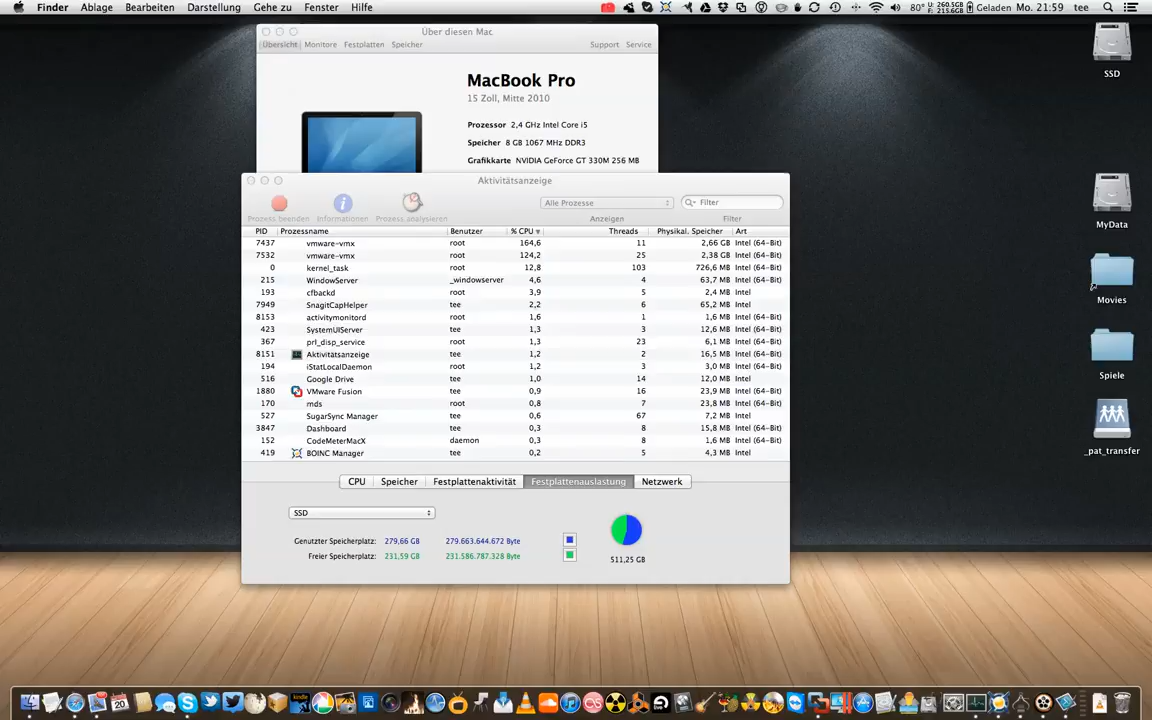 Finder Ablage Bearbeiten Darstellung Gehe zu Fenster Hilfe
80° U: 260.5GB F: 215.6GB Geladen Mo. 21:59 tee
Über diesen Mac
Übersicht Monitore Festplatten Speicher Support Service
MacBook Pro
15 Zoll, Mitte 2010
Prozessor 2,4 GHz Intel Core i5
Speicher 8 GB 1067 MHz DDR3
Grafikkarte NVIDIA GeForce GT 330M 256 MB
Aktivitätsanzeige
Alle Prozesse Filter
Prozess beenden Informationen Prozess analysieren Anzeigen Filter
PID Prozessname Benutzer % CPU Threads Physikal. Speicher Art
7437 vmware-vmx root 164,6 11 2,66 GB Intel (64-Bit)
7532 vmware-vmx root 124,2 25 2,38 GB Intel (64-Bit)
0 kernel_task root 12,8 103 726,6 MB Intel (64-Bit)
215 WindowServer _windowserver 4,6 4 63,7 MB Intel (64-Bit)
193 cfbackd root 3,9 5 2,4 MB Intel
7949 SnagitCapHelper tee 2,2 6 65,2 MB Intel
8153 activitymonitord root 1,6 1 1,6 MB Intel (64-Bit)
423 SystemUIServer tee 1,3 3 12,6 MB Intel (64-Bit)
367 prl_disp_service root 1,3 23 6,1 MB Intel (64-Bit)
8151 Aktivitätsanzeige tee 1,2 2 16,5 MB Intel (64-Bit)
194 iStatLocalDaemon root 1,2 3 3,0 MB Intel (64-Bit)
516 Google Drive tee 1,0 14 12,0 MB Intel
1880 VMware Fusion tee 0,9 16 23,9 MB Intel (64-Bit)
170 mds root 0,8 7 23,8 MB Intel (64-Bit)
527 SugarSync Manager tee 0,6 67 7,2 MB Intel
3847 Dashboard tee 0,3 8 15,8 MB Intel (64-Bit)
152 CodeMeterMacX daemon 0,3 8 1,6 MB Intel (64-Bit)
419 BOINC Manager tee 0,2 5 4,3 MB Intel
CPU Speicher Festplattenaktivität Festplattenauslastung Netzwerk
SSD
Genutzter Speicherplatz: 279,66 GB 279.663.644.672 Byte
Freier Speicherplatz: 231,59 GB 231.586.787.328 Byte
511,25 GB
SSD
MyData
Movies
Spiele
_pat_transfer